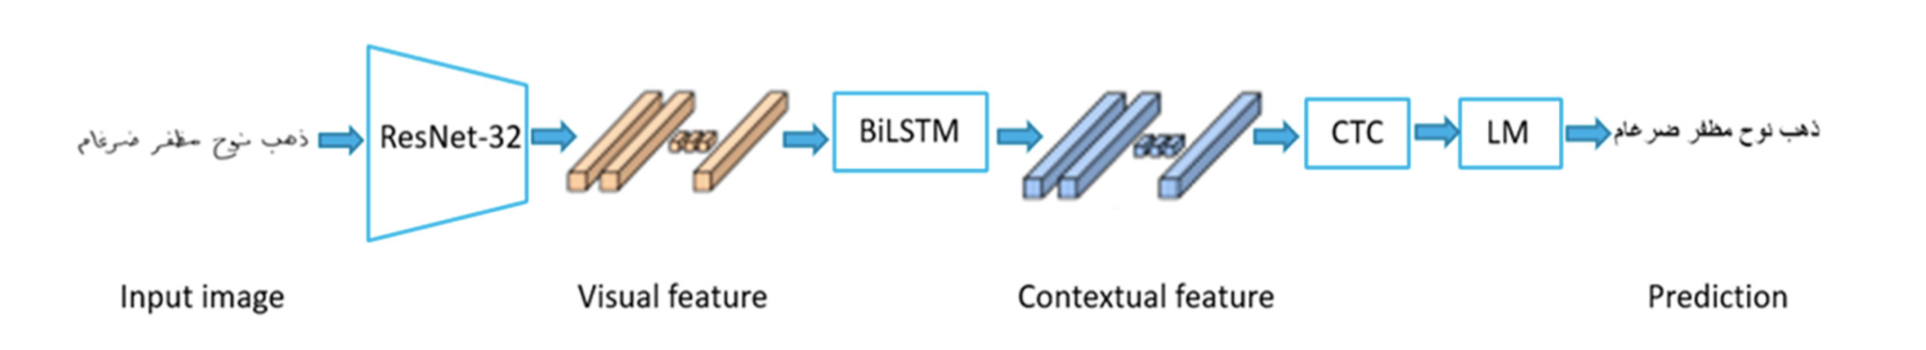 ذهب نوح مظفر ضرغام
ResNet-32
BiLSTM
CTC
LM
ذهب نوح مظفر ضرغام
Input image
Visual feature
Contextual feature
Prediction